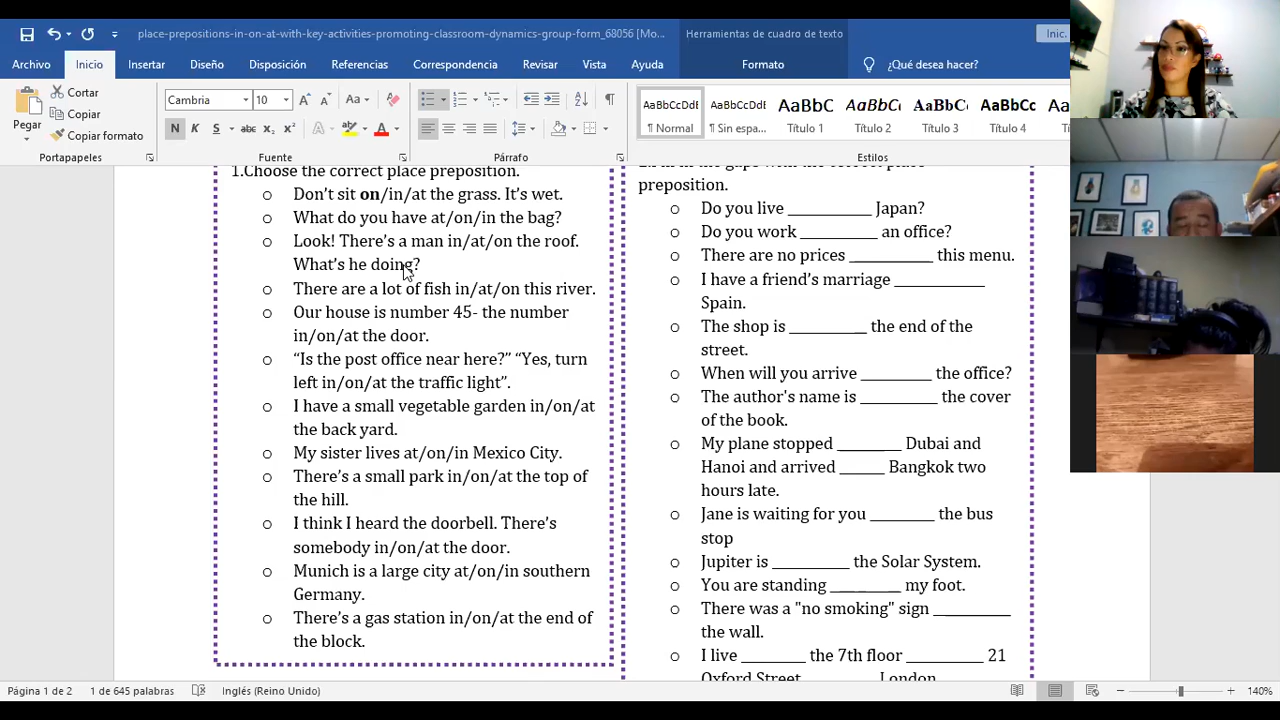 place-prepositions-in-on-at-with-key-activities-promoting-classroom-dynamics-group-form_68056 [Mo...
Herramientas de cuadro de texto
Inic.
Archivo
Inicio
Insertar
Diseño
Disposición
Referencias
Correspondencia
Revisar
Vista
Ayuda
Formato
¿Qué desea hacer?
Pegar
Cortar
Copiar
Copiar formato
Portapapeles
Cambria
10
Fuente
Párrafo
AaBbCcDdE
¶ Normal
AaBbCcDdE
¶ Sin espa...
AaBbC
Título 1
AaBbCc
Título 2
AaBbCc
Título 3
AaBbCc
Título 4
Estilos
1.Choose the correct place preposition.
Don't sit on/in/at the grass. It's wet.
What do you have at/on/in the bag?
Look! There's a man in/at/on the roof.
What's he doing?
There are a lot of fish in/at/on this river.
Our house is number 45- the number
in/on/at the door.
“Is the post office near here?” “Yes, turn
left in/on/at the traffic light”.
I have a small vegetable garden in/on/at
the back yard.
My sister lives at/on/in Mexico City.
There's a small park in/on/at the top of
the hill.
I think I heard the doorbell. There's
somebody in/on/at the door.
Munich is a large city at/on/in southern
Germany.
There's a gas station in/on/at the end of
the block.
preposition.
Do you live ___________ Japan?
Do you work __________ an office?
There are no prices ___________ this menu.
I have a friend's marriage ____________
Spain.
The shop is __________ the end of the
street.
When will you arrive _________ the office?
The author's name is __________ the cover
of the book.
My plane stopped ________ Dubai and
Hanoi and arrived ______ Bangkok two
hours late.
Jane is waiting for you ________ the bus
stop
Jupiter is __________ the Solar System.
You are standing _________ my foot.
There was a "no smoking" sign __________
the wall.
I live ________ the 7th floor __________ 21
Oxford Street ________ London
Página 1 de 2
1 de 645 palabras
Inglés (Reino Unido)
140%